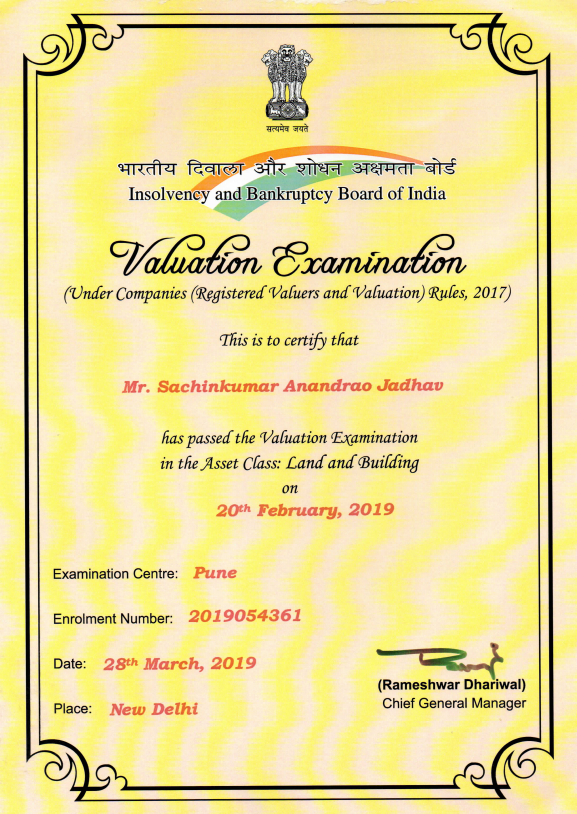 सत्यमेव जयते
भारतीय दिवाला और शोधन अक्षमता बोर्ड
Insolvency and Bankruptcy Board of India
Valuation Examination
(Under Companies (Registered Valuers and Valuation) Rules, 2017)
This is to certify that
Mr. Sachinkumar Anandrao Jadhav
has passed the Valuation Examination
in the Asset Class: Land and Building
on
20th February, 2019
Examination Centre: Pune
Enrolment Number: 2019054361
Date: 28th March, 2019
Place: New Delhi
(Rameshwar Dhariwal)
Chief General Manager